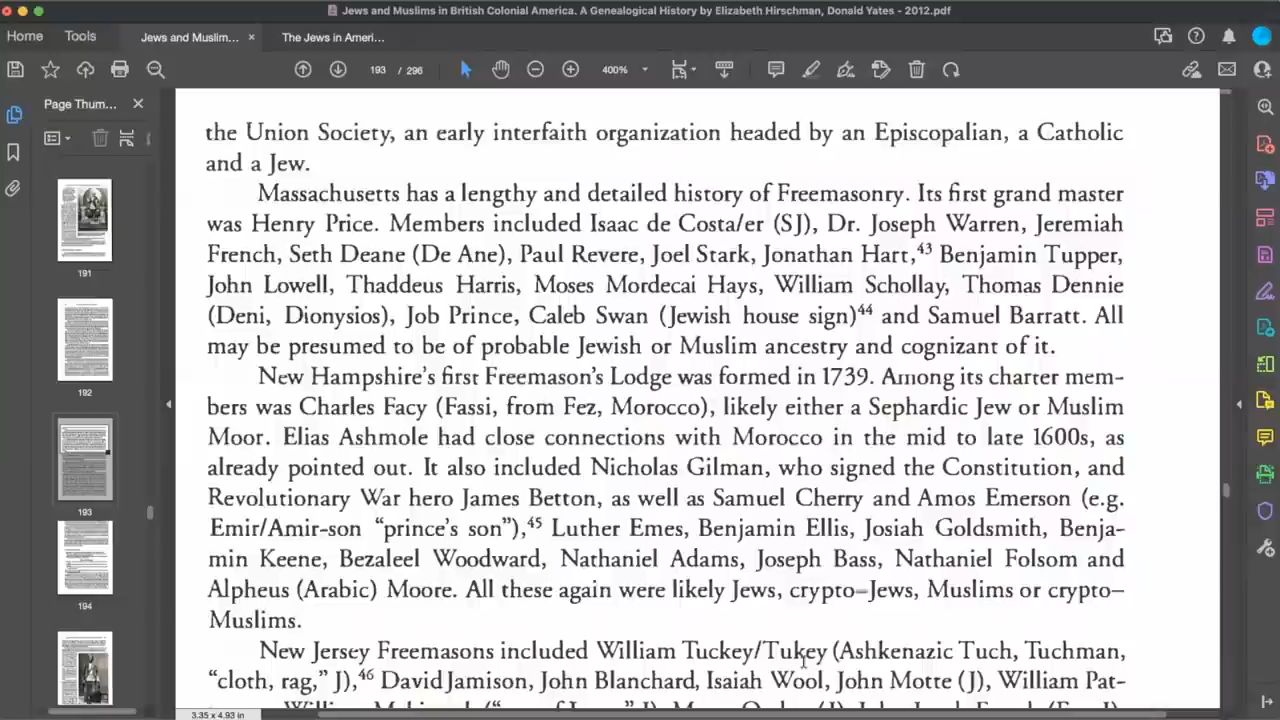 Jews and Muslims in British Colonial America. A Genealogical History by Elizabeth Hirschman, Donald Yates - 2012.pdf
Home Tools Jews and Muslim... × The Jews in Ameri...
193 / 296 400%
Page Thum...
191
192
193
194
the Union Society, an early interfaith organization headed by an Episcopalian, a Catholic
and a Jew.
Massachusetts has a lengthy and detailed history of Freemasonry. Its first grand master
was Henry Price. Members included Isaac de Costa/er (SJ), Dr. Joseph Warren, Jeremiah
French, Seth Deane (De Ane), Paul Revere, Joel Stark, Jonathan Hart,43 Benjamin Tupper,
John Lowell, Thaddeus Harris, Moses Mordecai Hays, William Schollay, Thomas Dennie
(Deni, Dionysios), Job Prince, Caleb Swan (Jewish house sign)44 and Samuel Barratt. All
may be presumed to be of probable Jewish or Muslim ancestry and cognizant of it.
New Hampshire's first Freemason's Lodge was formed in 1739. Among its charter mem-
bers was Charles Facy (Fassi, from Fez, Morocco), likely either a Sephardic Jew or Muslim
Moor. Elias Ashmole had close connections with Morocco in the mid to late 1600s, as
already pointed out. It also included Nicholas Gilman, who signed the Constitution, and
Revolutionary War hero James Betton, as well as Samuel Cherry and Amos Emerson (e.g.
Emir/Amir-son "prince's son"),45 Luther Emes, Benjamin Ellis, Josiah Goldsmith, Benja-
min Keene, Bezaleel Woodward, Nathaniel Adams, Joseph Bass, Nathaniel Folsom and
Alpheus (Arabic) Moore. All these again were likely Jews, crypto–Jews, Muslims or crypto–
Muslims.
New Jersey Freemasons included William Tuckey/Tukey (Ashkenazic Tuch, Tuchman,
"cloth, rag," J),46 David Jamison, John Blanchard, Isaiah Wool, John Motte (J), William Pat-
3.35 x 4.93 in